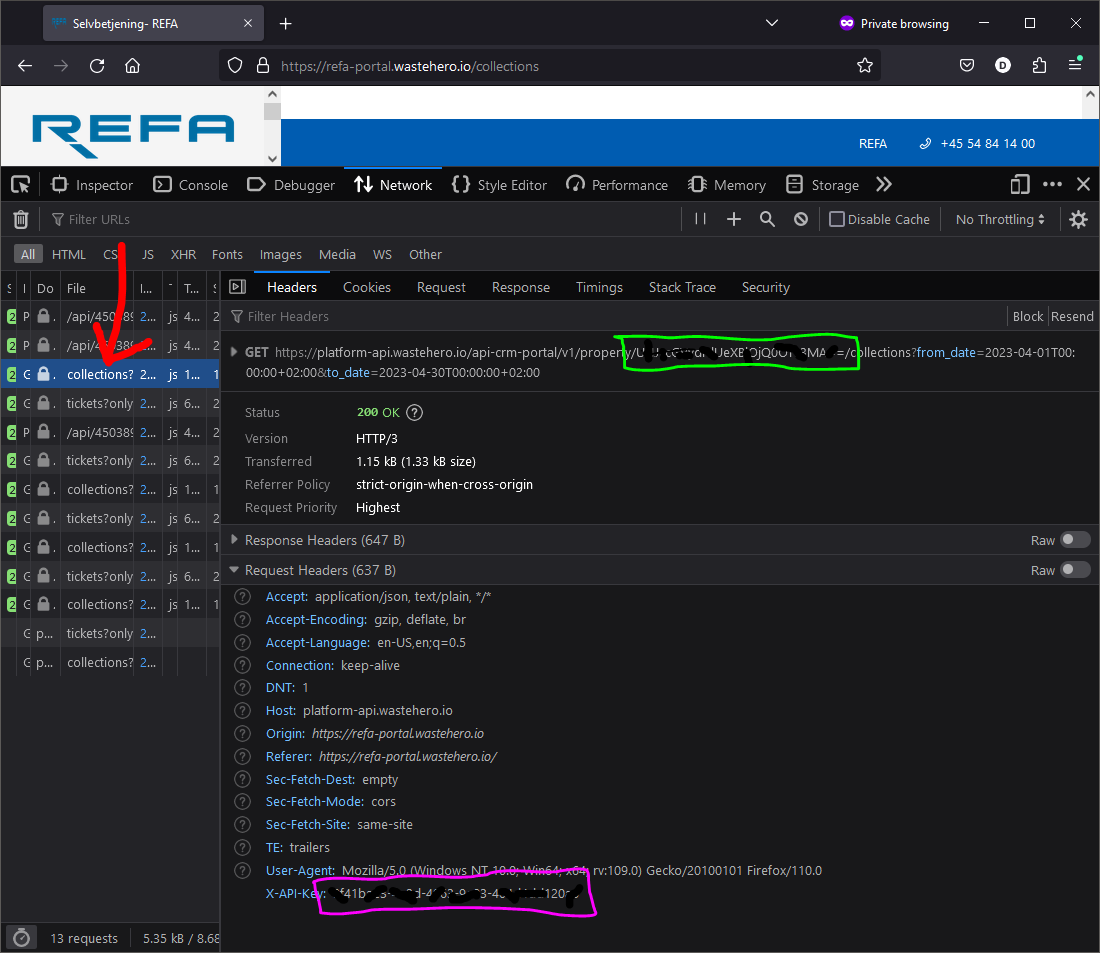 Selvbetjening- REFA
Private browsing
https://refa-portal.wastehero.io/collections
REFA
REFA +45 54 84 14 00
Inspector Console Debugger Network Style Editor Performance Memory Storage
Filter URLs
Disable Cache No Throttling
All HTML JS XHR Fonts Images Media WS Other
Do File I... T...
Headers Cookies Request Response Timings Stack Trace Security
Filter Headers
Block Resend
GET https://platform-api.wastehero.io/api-crm-portal/v1/property/ =/collections?from_date=2023-04-01T00:
00:00+02:00&to_date=2023-04-30T00:00:00+02:00
Status 200 OK
Version HTTP/3
Transferred 1.15 kB (1.33 kB size)
Referrer Policy strict-origin-when-cross-origin
Request Priority Highest
Response Headers (647 B) Raw
Request Headers (637 B) Raw
Accept: application/json, text/plain, */*
Accept-Encoding: gzip, deflate, br
Accept-Language: en-US,en;q=0.5
Connection: keep-alive
DNT: 1
Host: platform-api.wastehero.io
Origin: https://refa-portal.wastehero.io
Referer: https://refa-portal.wastehero.io/
Sec-Fetch-Dest: empty
Sec-Fetch-Mode: cors
Sec-Fetch-Site: same-site
TE: trailers
User-Agent: Mozilla/5.0 (Windows NT 10.0; Win64; x64; rv:109.0) Gecko/20100101 Firefox/110.0
X-API-Key:
2 P . /api/450389 2... js 4... 2
2 P . 2... js 4... 2
2 G . collections? 2... js 1... 1
2 G . tickets?only 2... js 6... 2
2 P . /api/450389 2... js 4... 2
2 G . tickets?only 2... js 6... 2
2 G . collections? 2... js 1... 1
2 G . tickets?only 2... js 6... 2
2 G . collections? 2... js 1... 1
2 G . tickets?only 2... js 6... 2
2 G . collections? 2... js 1... 1
G p... tickets?only 2...
G p... collections? 2...
13 requests 5.35 kB / 8.68